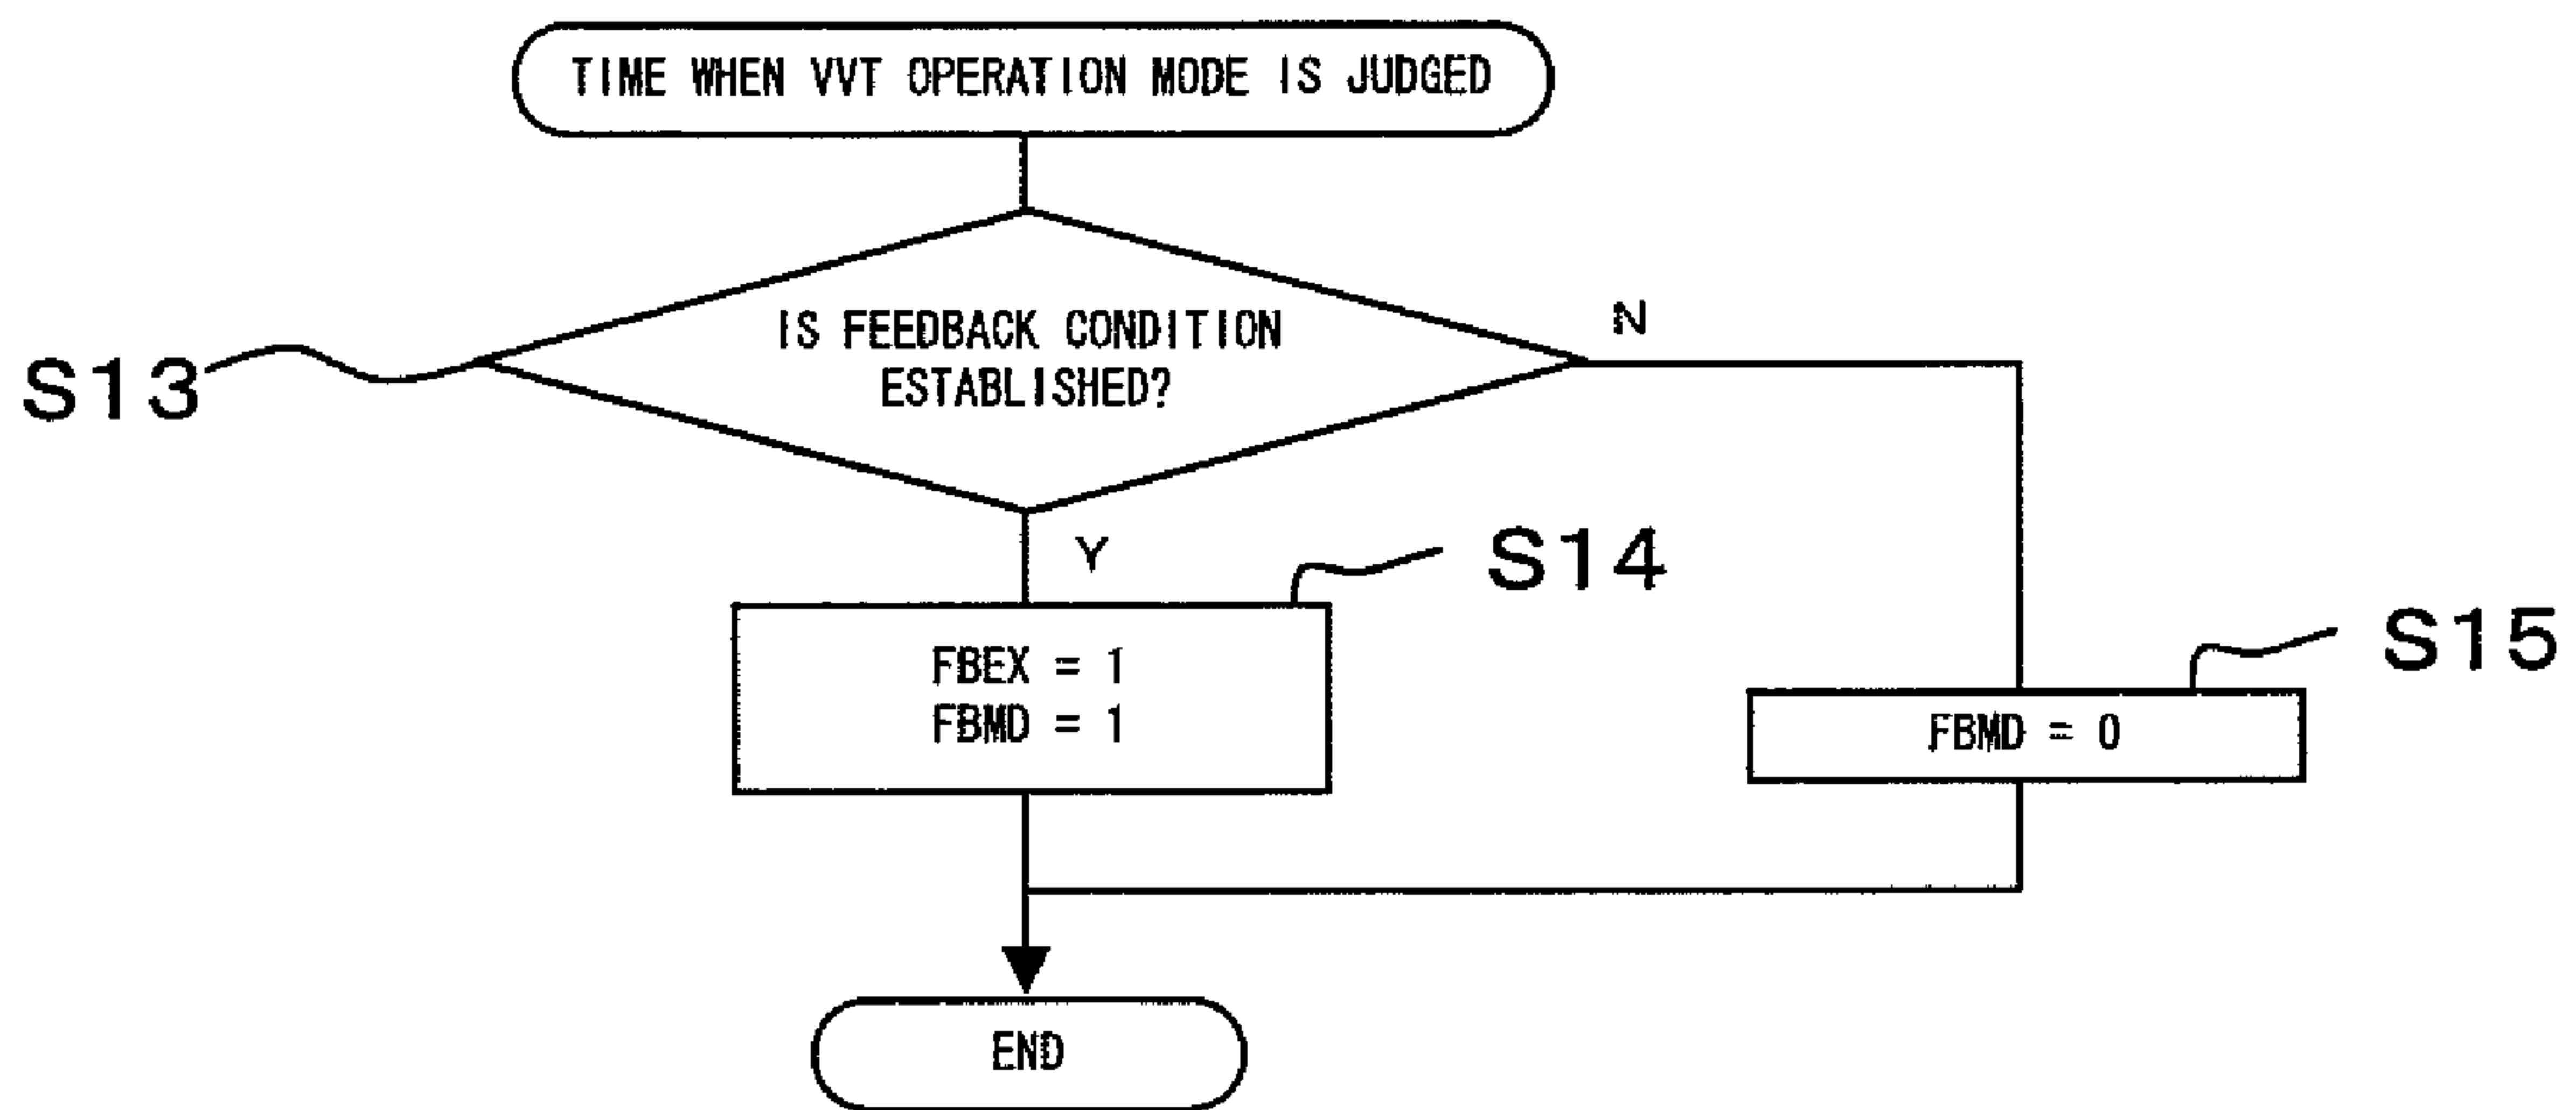 TIME WHEN VVT OPERATION MODE IS JUDGED
N
IS FEEDBACK CONDITION
ESTABLISHED?
S13
Y
S14
FBEX = 1
FBMD = 1
S15
FBMD = 0
END